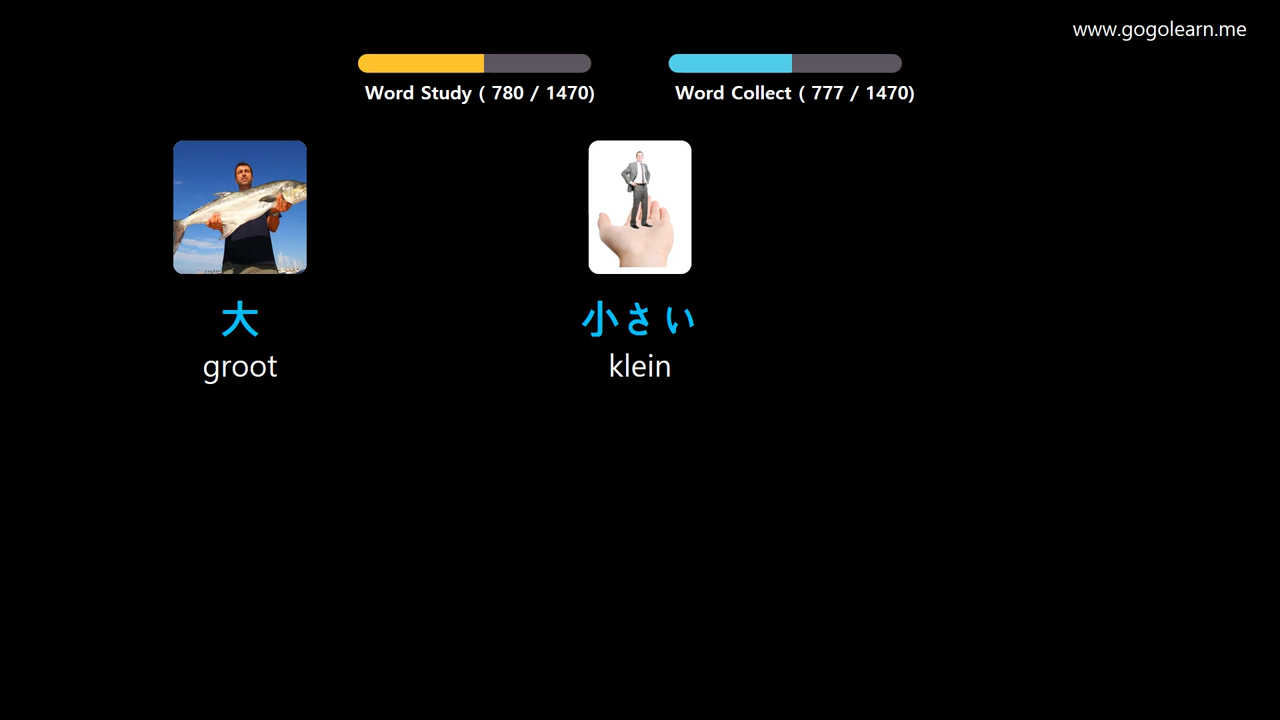 www.gogolearn.me
Word Study ( 780 / 1470)
Word Collect ( 777 / 1470)
大
小さい
groot
klein